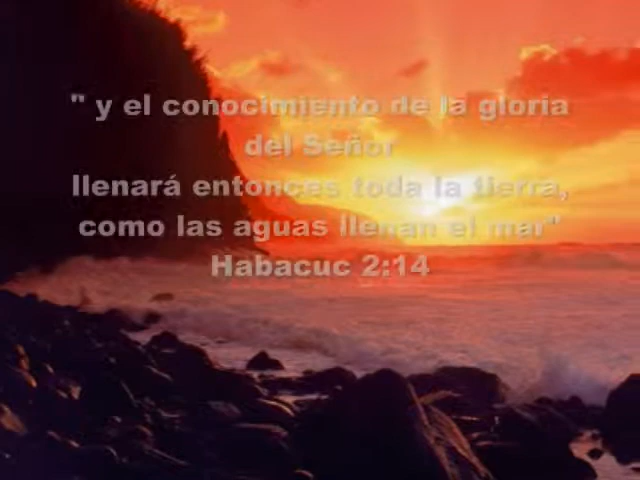 " y el conocimiento de la gloria
del Señor
llenará entonces toda la tierra,
como las aguas llenan el mar"
Habacuc 2:14